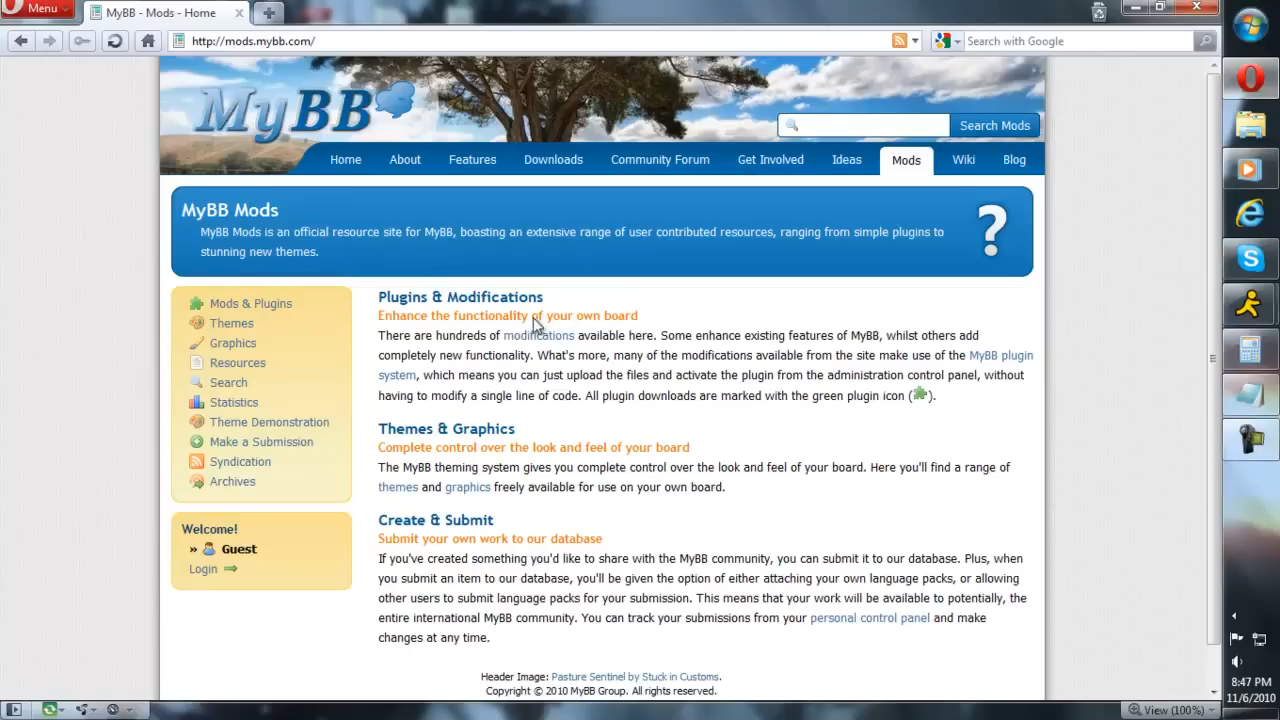 Menu
MyBB - Mods - Home
http://mods.mybb.com/
Search with Google
MyBB
Search Mods
Home About Features Downloads Community Forum Get Involved Ideas Mods Wiki Blog
MyBB Mods
MyBB Mods is an official resource site for MyBB, boasting an extensive range of user contributed resources, ranging from simple plugins to
stunning new themes.
?
Mods & Plugins
Themes
Graphics
Resources
Search
Statistics
Theme Demonstration
Make a Submission
Syndication
Archives
Welcome!
» Guest
Login
Plugins & Modifications
Enhance the functionality of your own board
There are hundreds of modifications available here. Some enhance existing features of MyBB, whilst others add
completely new functionality. What's more, many of the modifications available from the site make use of the MyBB plugin
system, which means you can just upload the files and activate the plugin from the administration control panel, without
having to modify a single line of code. All plugin downloads are marked with the green plugin icon ( ).
Themes & Graphics
Complete control over the look and feel of your board
The MyBB theming system gives you complete control over the look and feel of your board. Here you'll find a range of
themes and graphics freely available for use on your own board.
Create & Submit
Submit your own work to our database
If you've created something you'd like to share with the MyBB community, you can submit it to our database. Plus, when
you submit an item to our database, you'll be given the option of either attaching your own language packs, or allowing
other users to submit language packs for your submission. This means that your work will be available to potentially, the
entire international MyBB community. You can track your submissions from your personal control panel and make
changes at any time.
Header Image: Pasture Sentinel by Stuck in Customs.
Copyright © 2010 MyBB Group. All rights reserved.
8:47 PM
11/6/2010
View (100%)